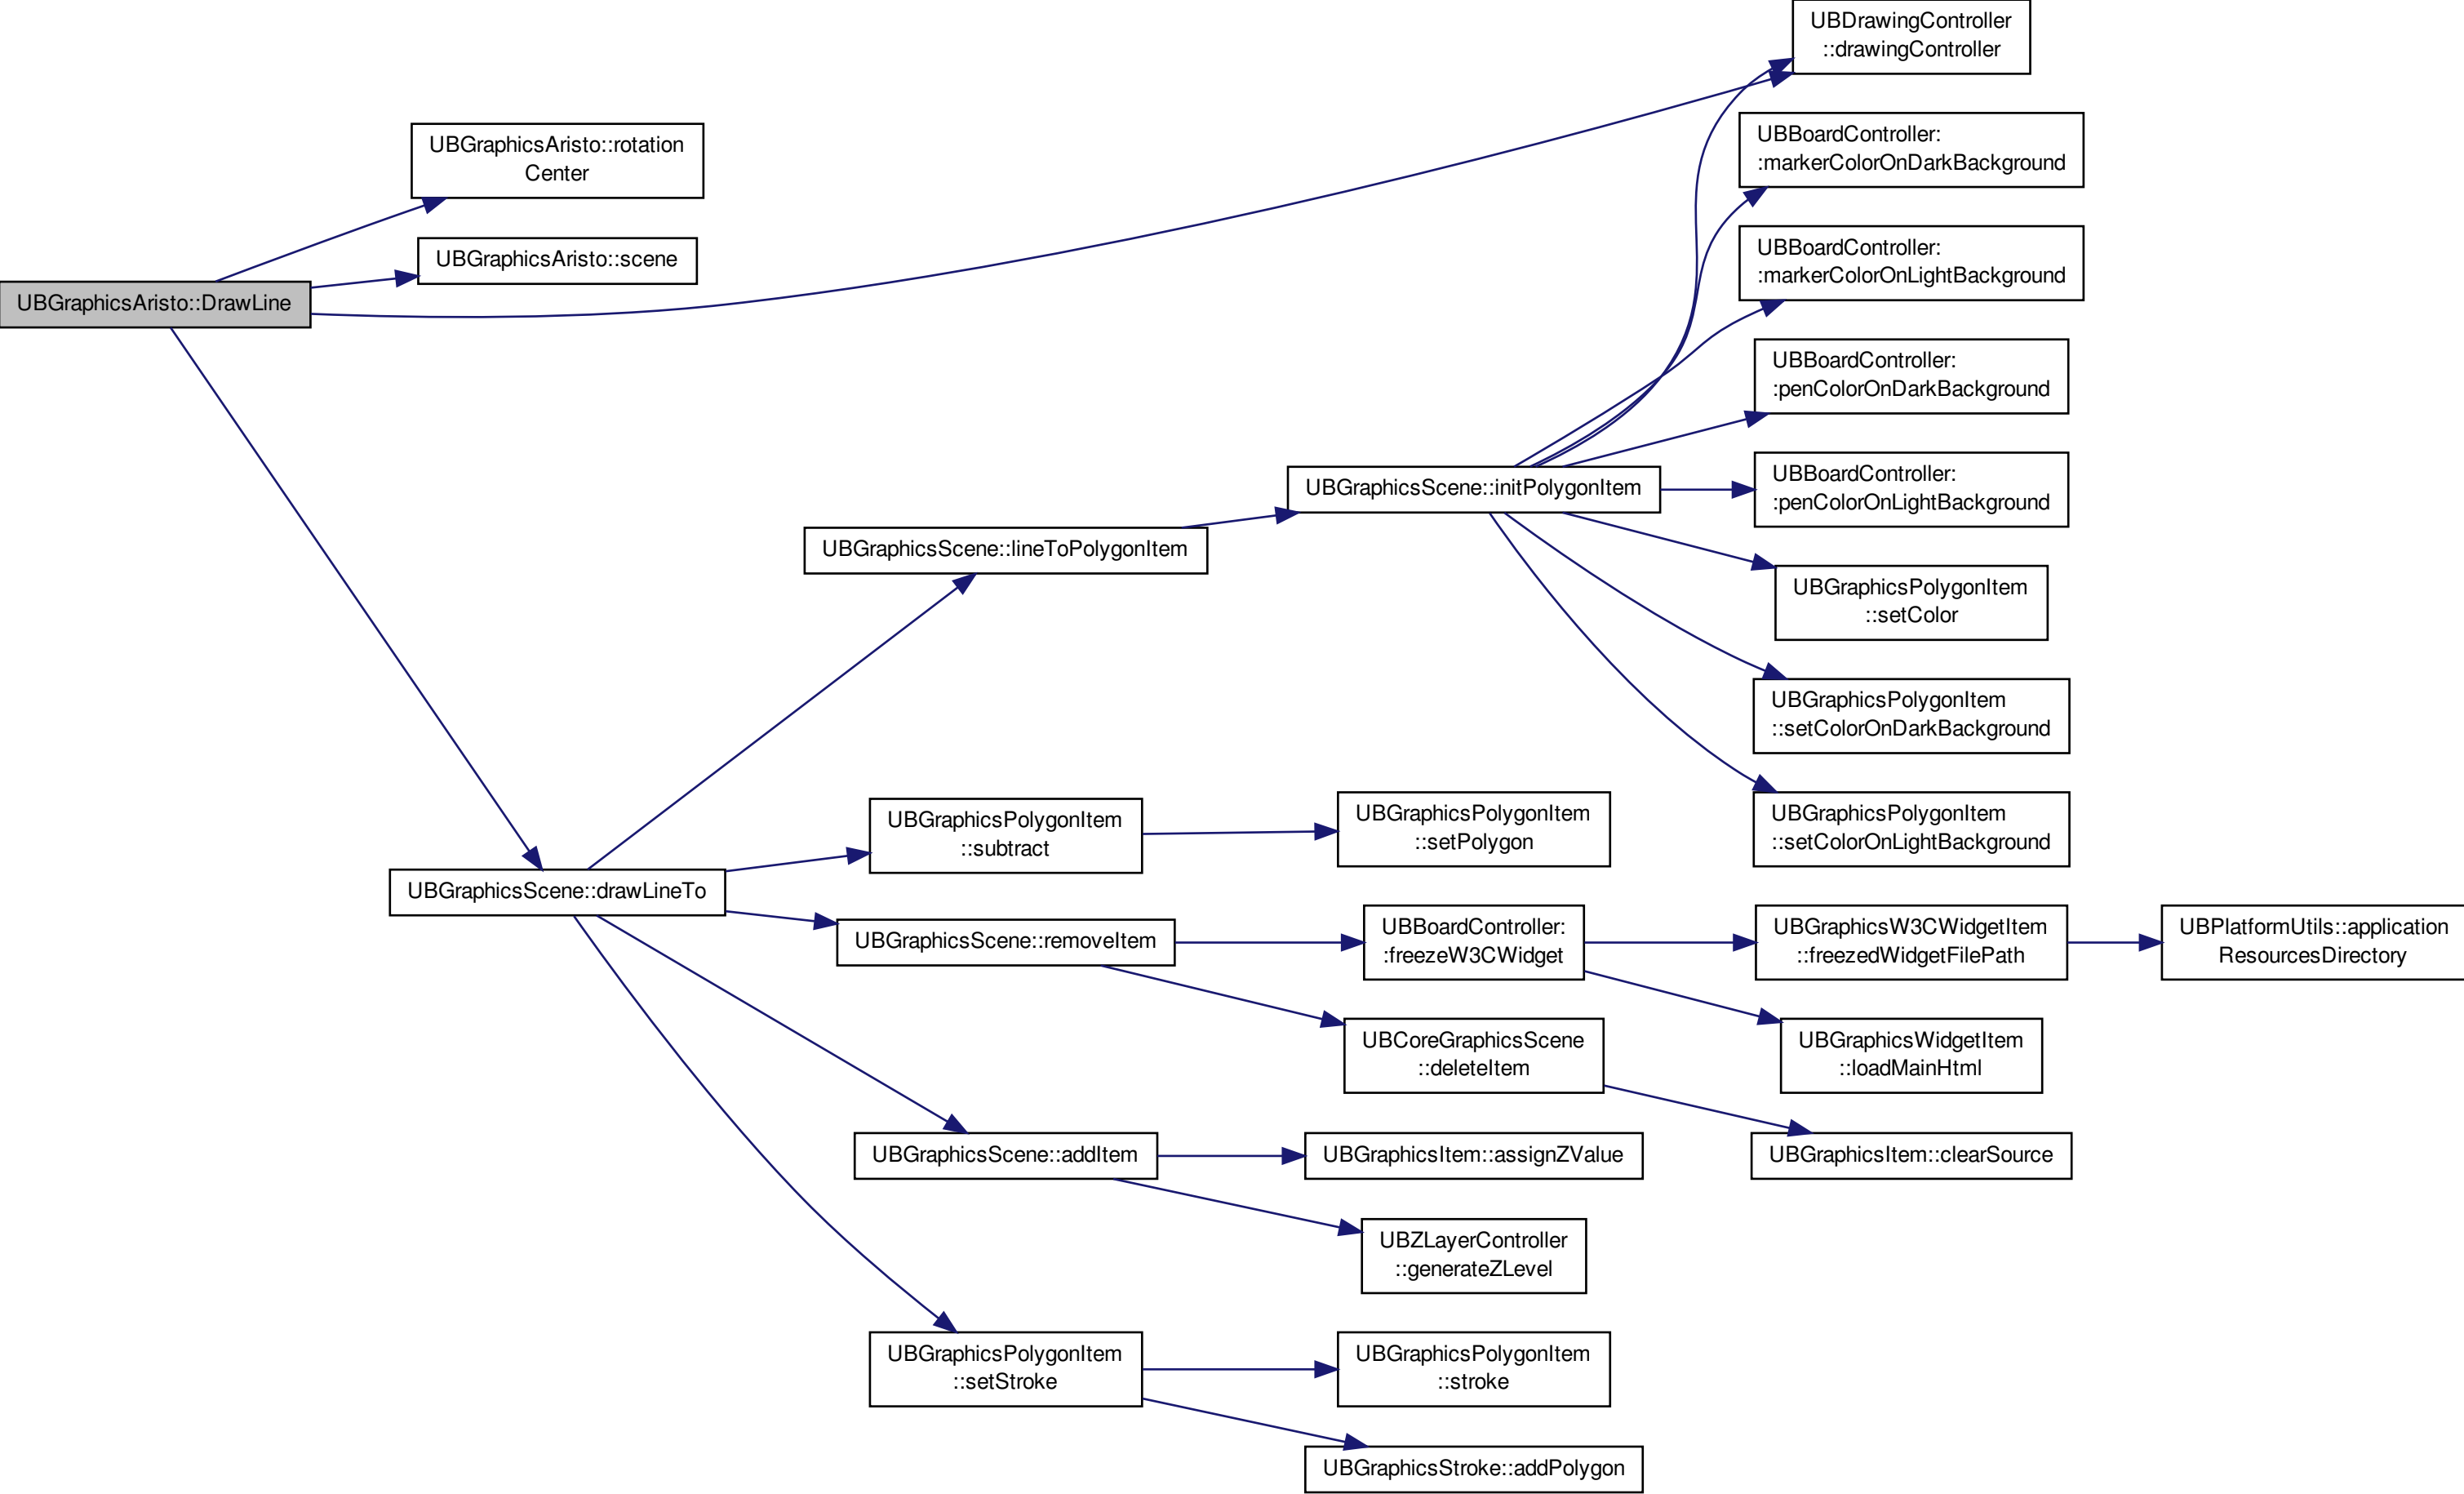 UBGraphicsAristo::DrawLine
UBGraphicsAristo::rotation
Center
UBGraphicsAristo::scene
UBGraphicsScene::drawLineTo
UBGraphicsScene::lineToPolygonItem
UBGraphicsPolygonItem
::subtract
UBGraphicsScene::removeItem
UBGraphicsScene::addItem
UBGraphicsPolygonItem
::setStroke
UBGraphicsScene::initPolygonItem
UBGraphicsPolygonItem
::setPolygon
UBBoardController:
:freezeW3CWidget
UBCoreGraphicsScene
::deleteItem
UBGraphicsItem::assignZValue
UBZLayerController
::generateZLevel
UBGraphicsPolygonItem
::stroke
UBGraphicsStroke::addPolygon
UBDrawingController
::drawingController
UBBoardController:
:markerColorOnDarkBackground
UBBoardController:
:markerColorOnLightBackground
UBBoardController:
:penColorOnDarkBackground
UBBoardController:
:penColorOnLightBackground
UBGraphicsPolygonItem
::setColor
UBGraphicsPolygonItem
::setColorOnDarkBackground
UBGraphicsPolygonItem
::setColorOnLightBackground
UBGraphicsW3CWidgetItem
::freezedWidgetFilePath
UBGraphicsWidgetItem
::loadMainHtml
UBGraphicsItem::clearSource
UBPlatformUtils::application
ResourcesDirectory